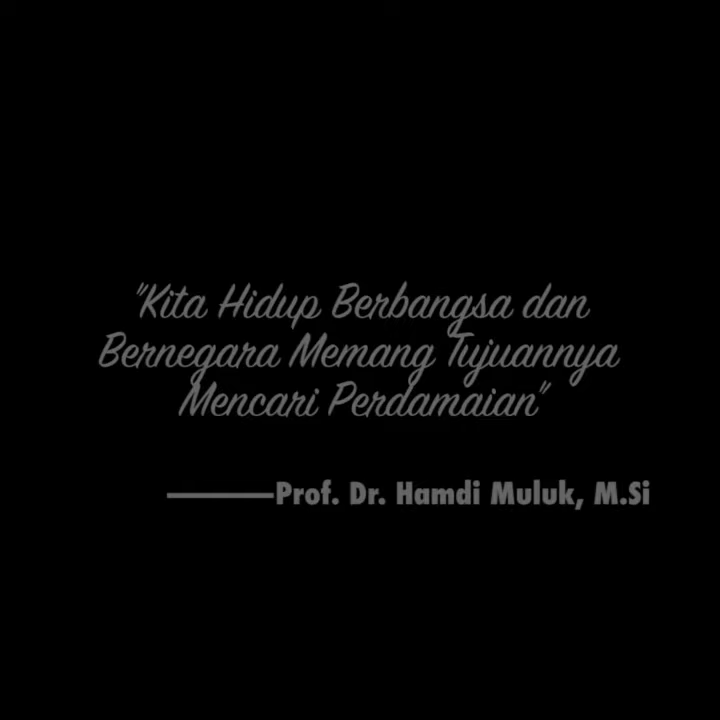 "Kita Hidup Berbangsa dan
Bernegara Memang Tujuannya
Mencari Perdamaian"
Prof. Dr. Hamdi Muluk, M.Si